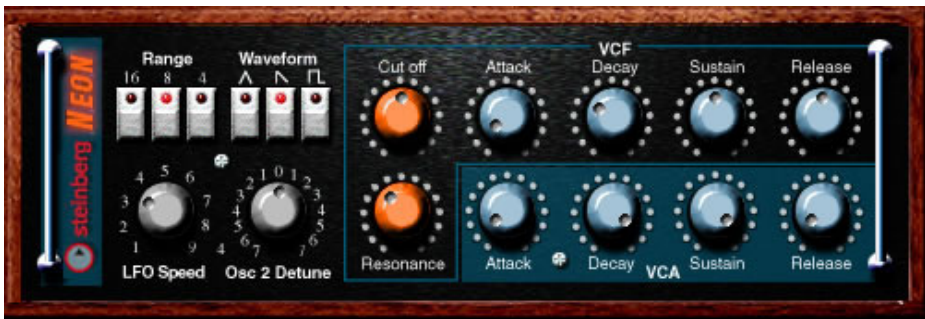 steinberg NEON
Range
16 8 4
Waveform
VCF
Cut off Attack Decay Sustain Release
1 2 3 4 5 6 7 8 9
LFO Speed
4 7 6 5 4 3 2 1 0 1 2 3 4 5 6 7
Osc 2 Detune
Resonance
Attack Decay Sustain Release
VCA